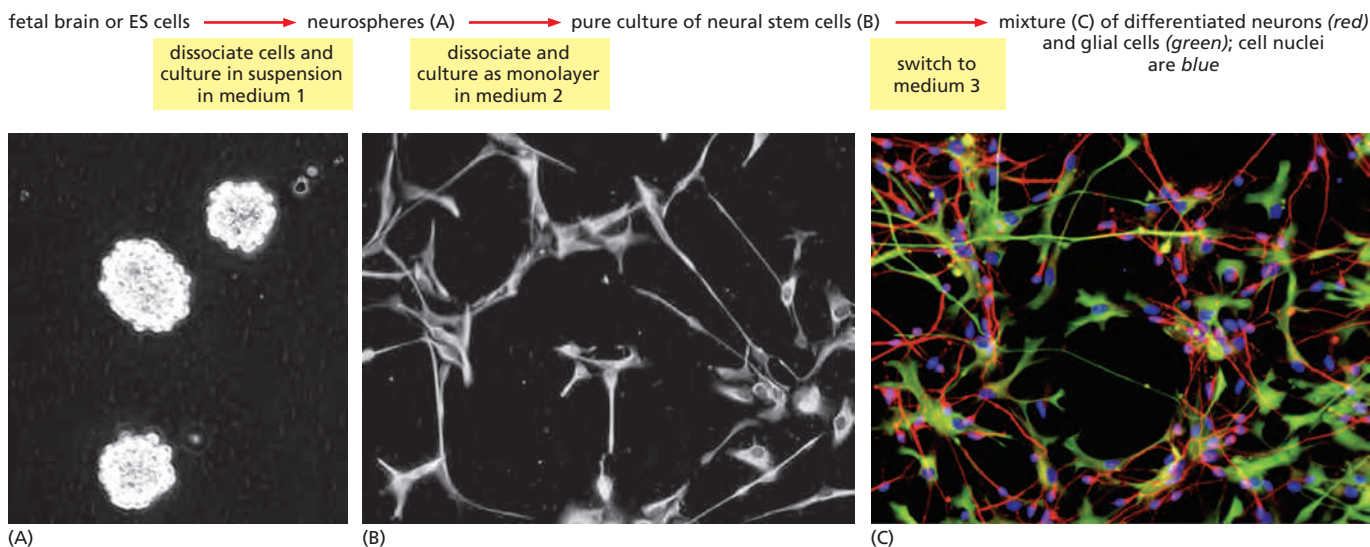 fetal brain or ES cells
neurospheres (A)
pure culture of neural stem cells (B)
mixture (C) of differentiated neurons (red)
and glial cells (green); cell nuclei
are blue
dissociate cells and
culture in suspension
in medium 1
dissociate and
culture as monolayer
in medium 2
switch to
medium 3
(A)
(B)
(C)